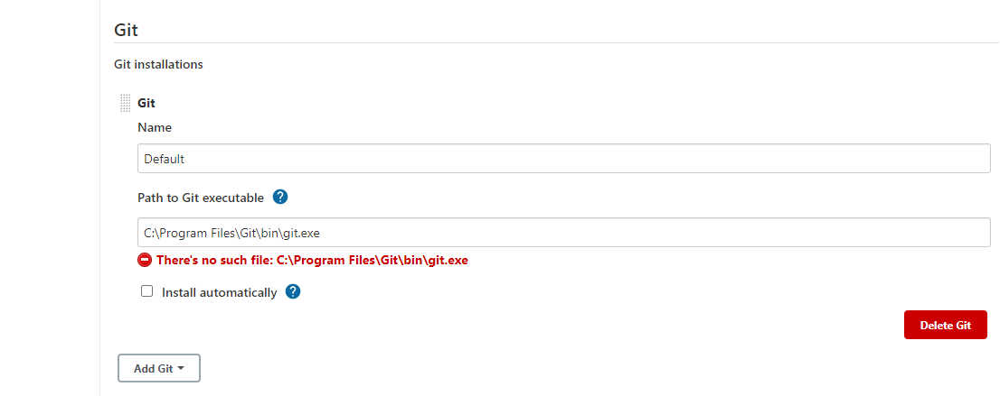 Git
Git installations
Git
Name
Default
Path to Git executable ?
C:\Program Files\Git\bin\git.exe
There's no such file: C:\Program Files\Git\bin\git.exe
Install automatically ?
Delete Git
Add Git